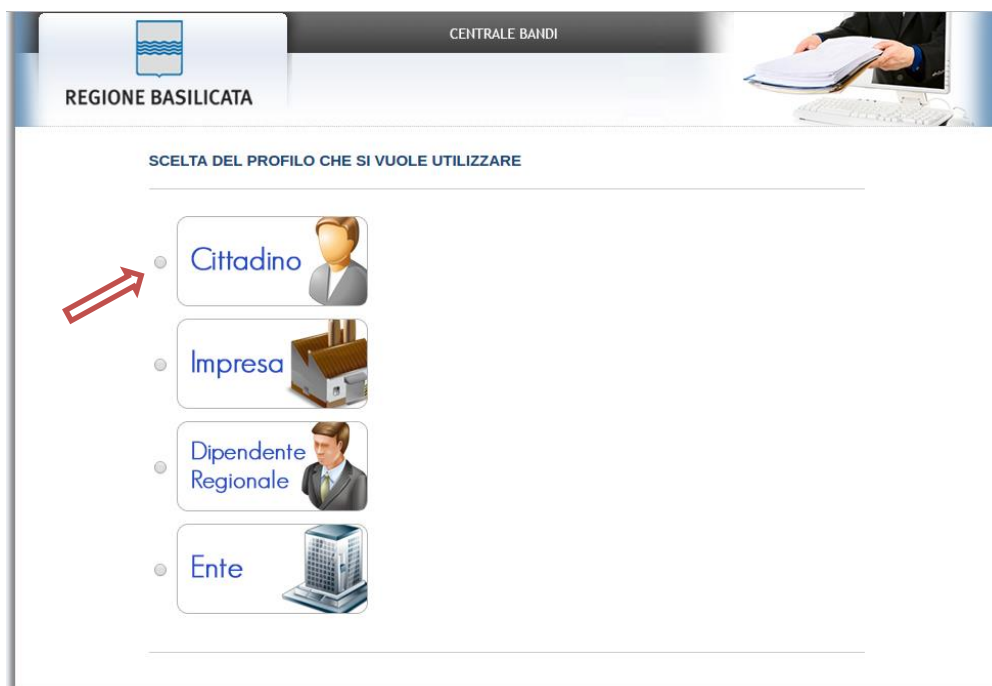 CENTRALE BANDI
REGIONE BASILICATA
SCELTA DEL PROFILO CHE SI VUOLE UTILIZZARE
Cittadino
Impresa
Dipendente
Regionale
Ente